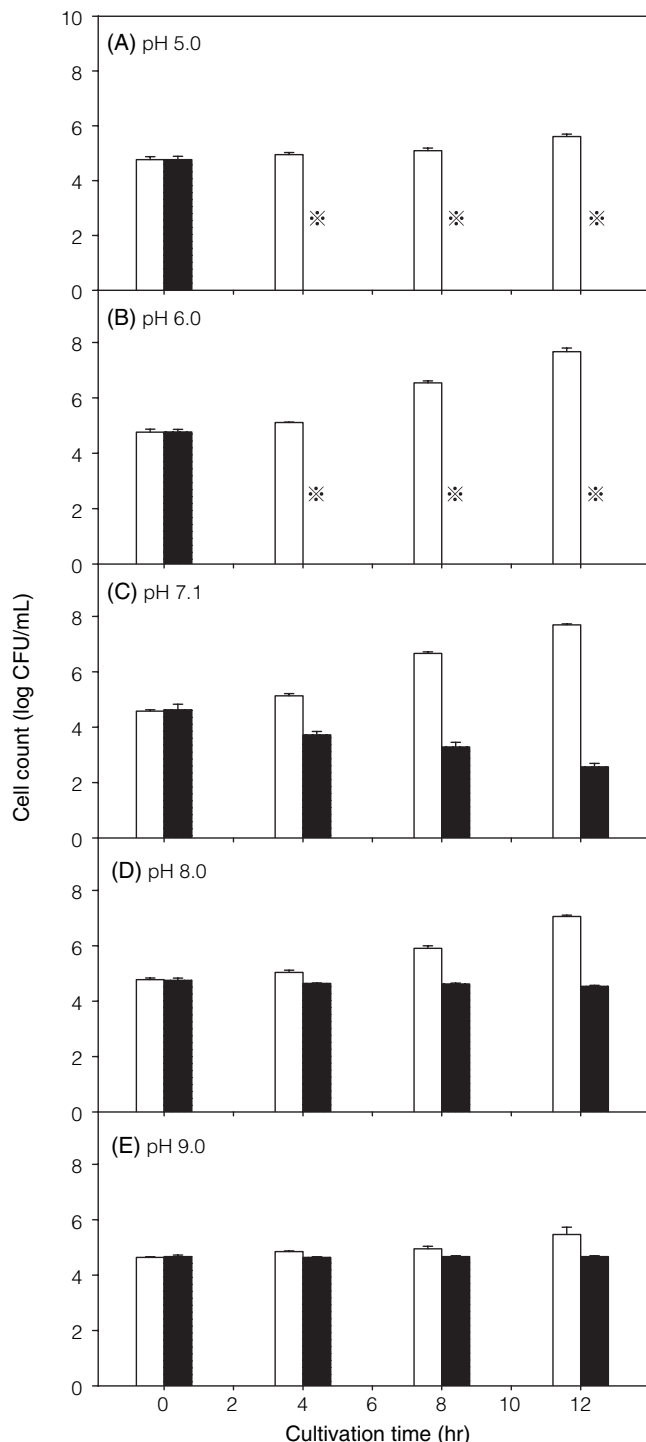 10
(A) pH 5.0
8
6
4
※ ※ ※
2
0
(B) pH 6.0
8
6
4
※ ※ ※
2
0
(C) pH 7.1
8
6
4
2
0
(D) pH 8.0
8
6
4
2
0
(E) pH 9.0
8
6
4
2
0
Cell count (log CFU/mL)
0 2 4 6 8 10 12
Cultivation time (hr)